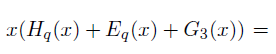 x(H_q(x) + E_q(x) + G_3(x)) =